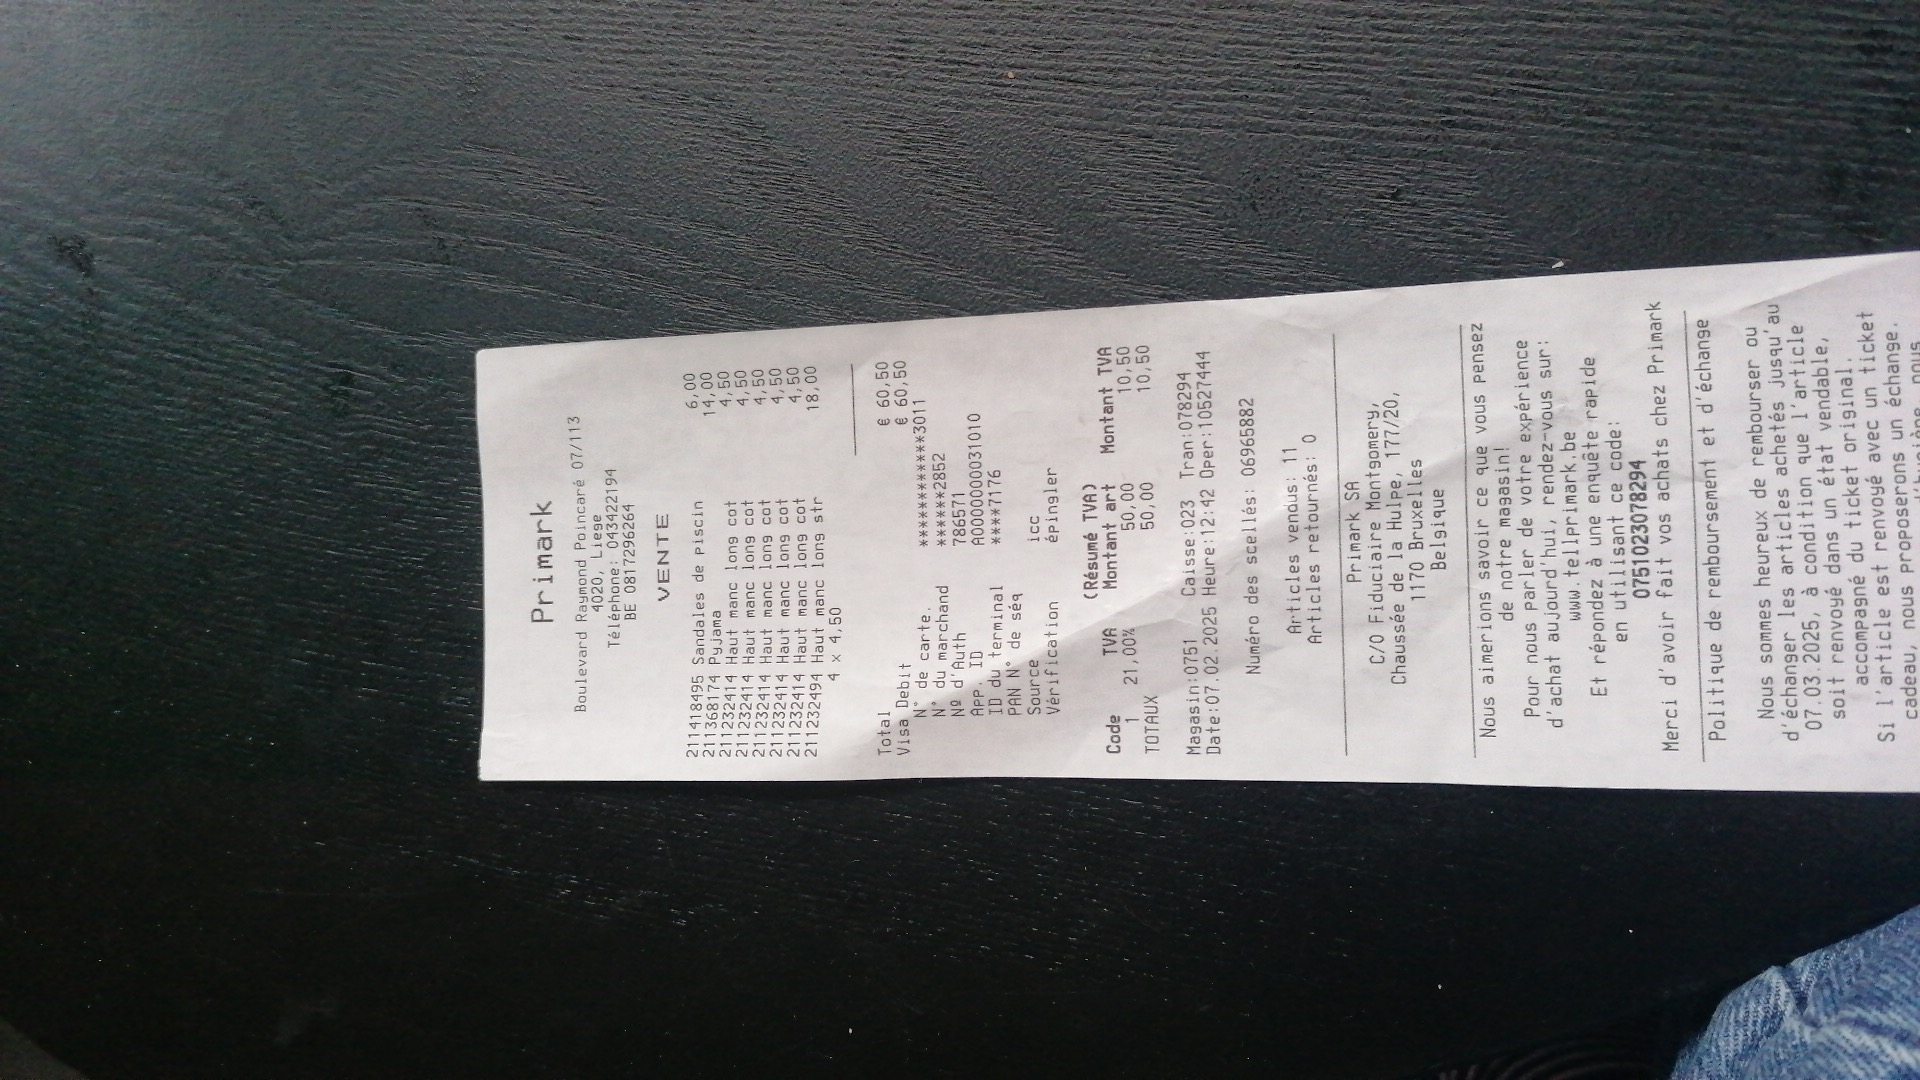 Primark
Boulevard Raymond Poincaré 07/113
4020, Liege
Téléphone: 043422194
BE 0817296264
VENTE
211418495 Sandales de Piscin 6,00
211368174 Pyjama 14,00
211232414 Haut manc long cot 4,50
211232414 Haut manc long cot 4,50
211232414 Haut manc long cot 4,50
211232414 Haut manc long cot 4,50
211232414 Haut manc long cot 4,50
211232494 Haut manc long str 18,00
4 x 4,50
Total € 60,50
Visa Debit € 60,50
N° de carte. ************3011
N° du marchand ******2852
Nº d'Auth 786571
App. ID A0000000031010
ID du terminal ****7176
PAN N° de séq
Source icc
Vérification épingler
(Résumé TVA)
Code TVA Montant art Montant TVA
1 21,00% 50,00 10,50
TOTAUX 50,00 10,50
Magasin:0751 Caisse:023 Tran:078294
Date:07.02.2025 Heure:12:42 Oper:10527444
Numéro des scellés: 06965882
Articles vendus: 11
Articles retournés: 0
Primark SA
C/O Fiduciaire Montgomery,
Chaussée de la Hulpe, 177/20,
1170 Bruxelles
Belgique
Nous aimerions savoir ce que vous pensez
de notre magasin!
Pour nous parler de votre expérience
d'achat aujourd'hui, rendez-vous sur:
www.tellprimark.be
Et répondez à une enquête rapide
en utilisant ce code:
0751023078294
Merci d'avoir fait vos achats chez Primark
Politique de remboursement et d'échange
Nous sommes heureux de rembourser ou
d'échanger les articles achetés jusqu'au
07.03.2025, à condition que l'article
soit renvoyé dans un état vendable,
accompagné du ticket original.
Si l'article est renvoyé avec un ticket
cadeau, nous proposerons un échange.